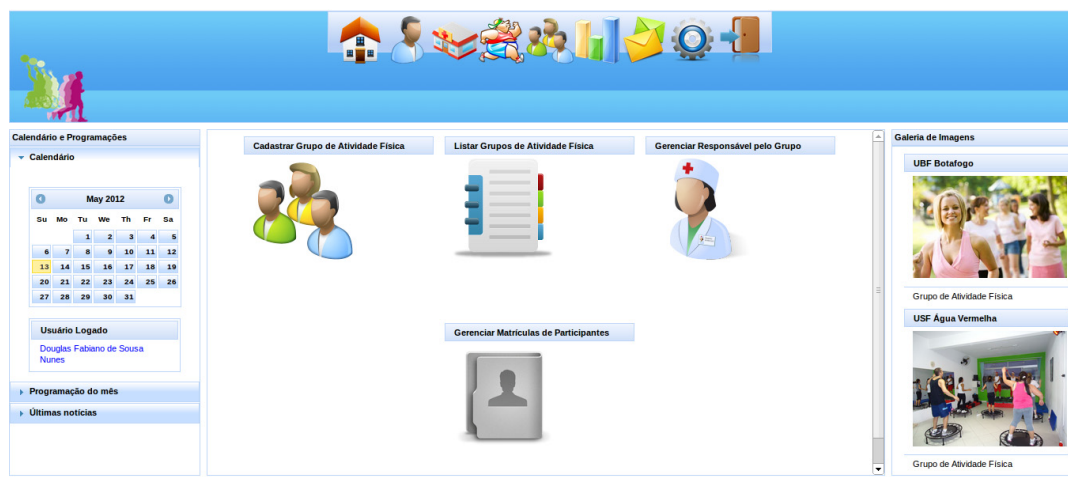 Calendário e Programações
Calendário
May 2012
Su Mo Tu We Th Fr Sa
1 2 3 4 5
6 7 8 9 10 11 12
13 14 15 16 17 18 19
20 21 22 23 24 25 26
27 28 29 30 31
Usuário Logado
Douglas Fabiano de Sousa
Nunes
Programação do mês
Últimas notícias
Cadastrar Grupo de Atividade Física
Listar Grupos de Atividade Física
Gerenciar Responsável pelo Grupo
Gerenciar Matrículas de Participantes
Galeria de Imagens
UBF Botafogo
Grupo de Atividade Física
USF Água Vermelha
Grupo de Atividade Física